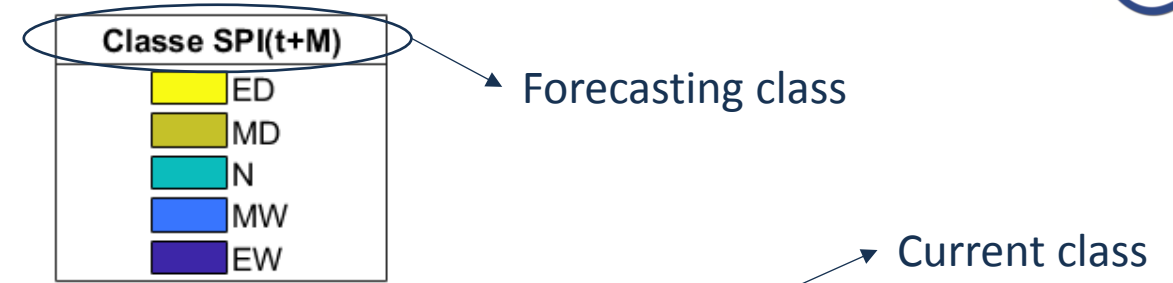 Classe SPI(t+M)
ED
Forecasting class
MD
N
MW
EW
Current class